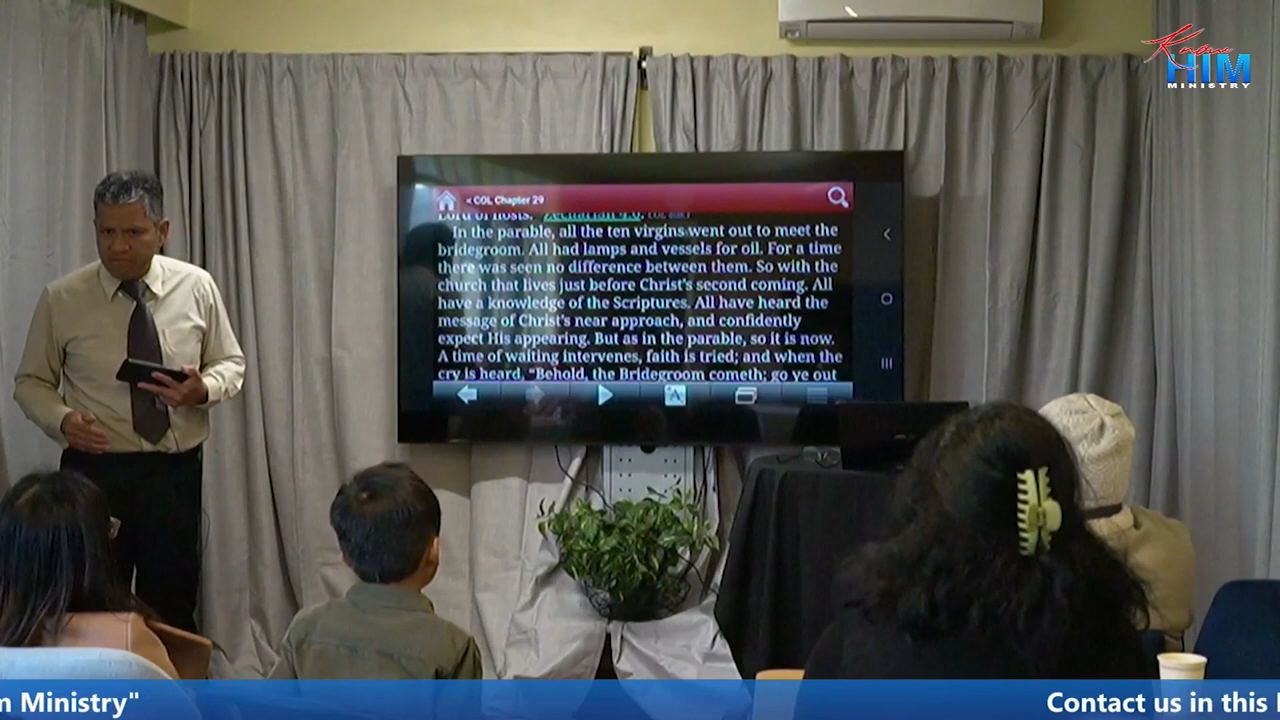 Know
HIM
MINISTRY
< COL Chapter 29
Lord of hosts."
In the parable, all the ten virgins went out to meet the
bridegroom. All had lamps and vessels for oil. For a time
there was seen no difference between them. So with the
church that lives just before Christ's second coming. All
have a knowledge of the Scriptures. All have heard the
message of Christ's near approach, and confidently
expect His appearing. But as in the parable, so it is now.
A time of waiting intervenes, faith is tried; and when the
cry is heard, "Behold, the Bridegroom cometh; go ye out
A
m Ministry"
Contact us in this